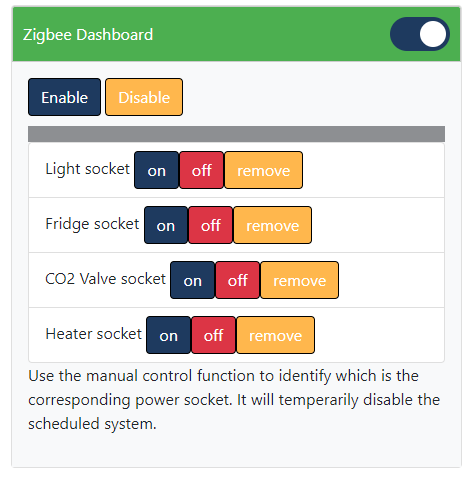 Zigbee Dashboard
Enable Disable
Light socket on off remove
Fridge socket on off remove
CO2 Valve socket on off remove
Heater socket on off remove
Use the manual control function to identify which is the
corresponding power socket. It will temperarily disable the
scheduled system.